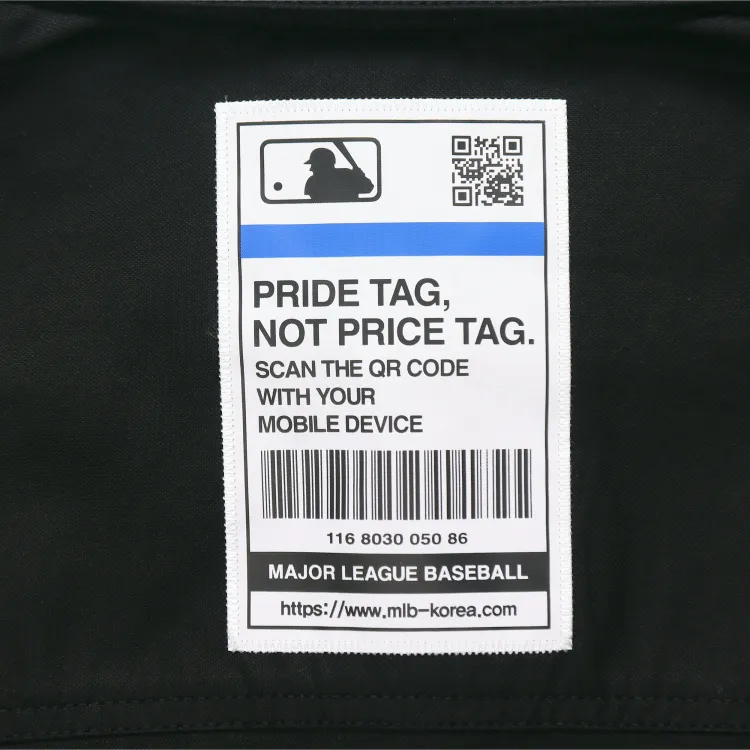 PRIDE TAG,
NOT PRICE TAG.
SCAN THE QR CODE
WITH YOUR
MOBILE DEVICE
116 8030 050 86
MAJOR LEAGUE BASEBALL
https://www.mlb-korea.com